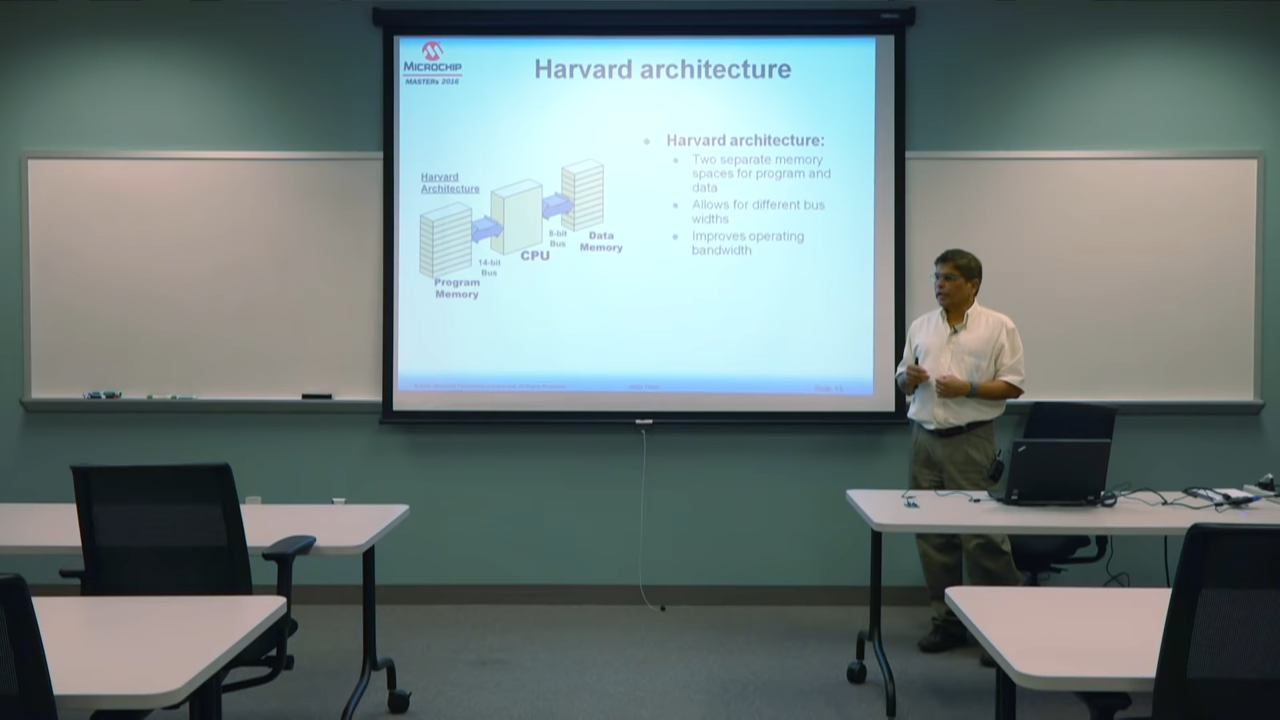 MICROCHIP
MASTERs 2016
Harvard architecture
Harvard architecture:
Two separate memory
spaces for program and
data
Allows for different bus
widths
Improves operating
bandwidth
Harvard
Architecture
8-bit
Bus
Data
Memory
CPU
14-bit
Bus
Program
Memory